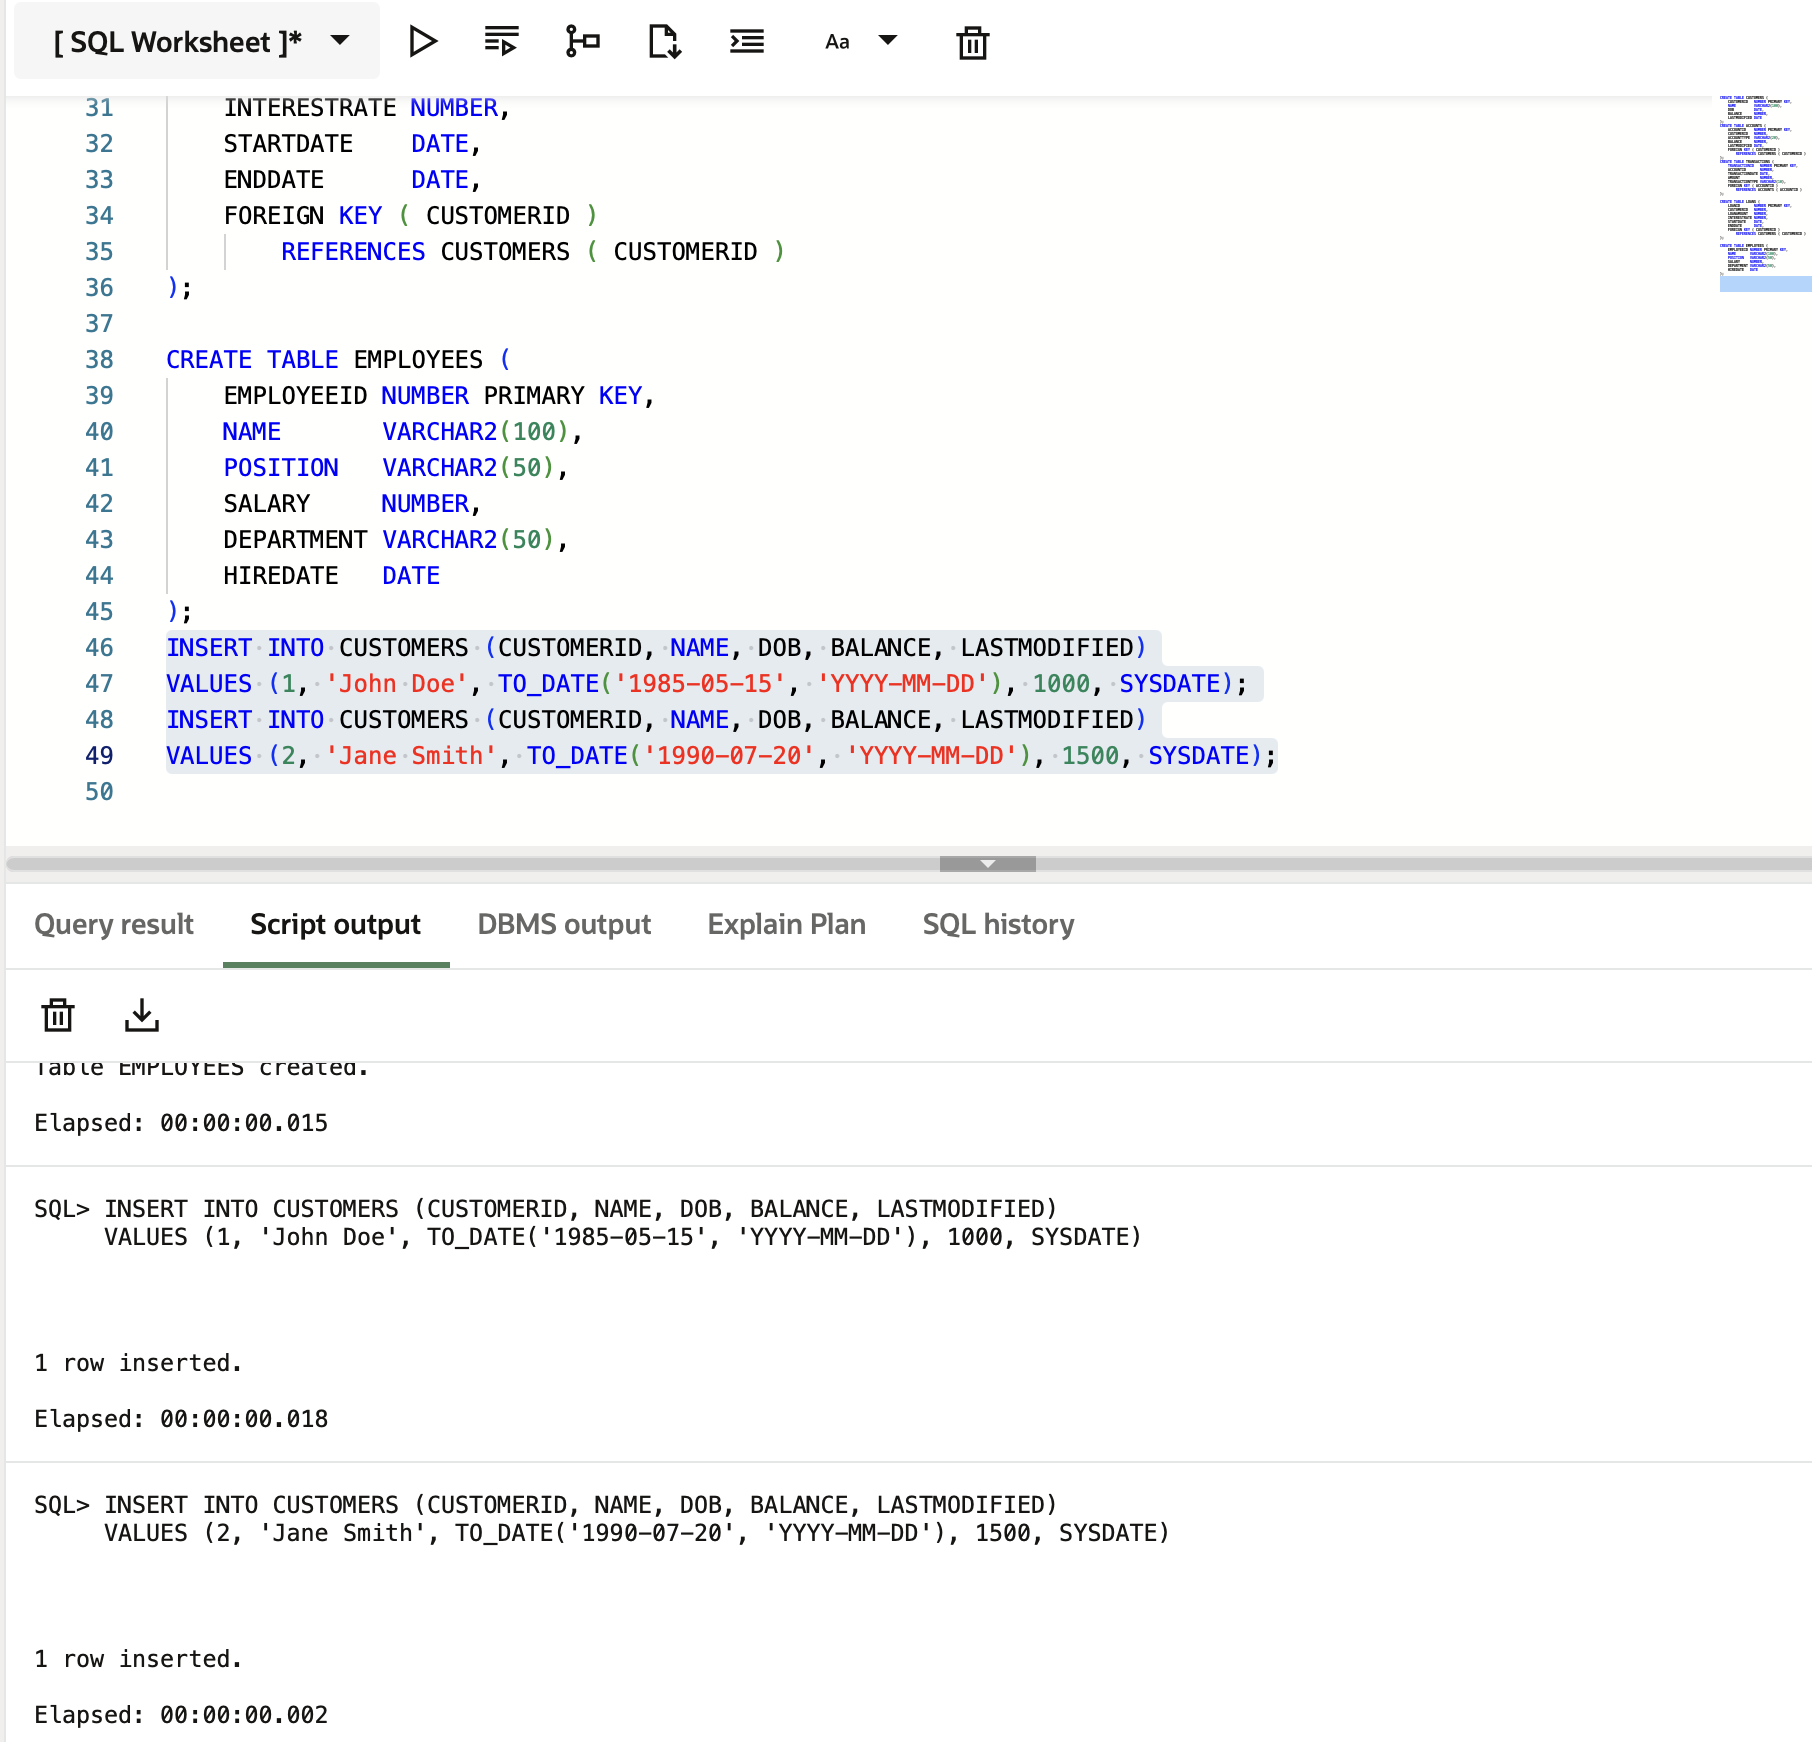 [ SQL Worksheet ]*
Aa
31 INTERESTRATE NUMBER,
32 STARTDATE    DATE,
33 ENDDATE      DATE,
34 FOREIGN KEY ( CUSTOMERID )
35 REFERENCES CUSTOMERS ( CUSTOMERID )
36 );
37
38 CREATE TABLE EMPLOYEES (
39 EMPLOYEEID NUMBER PRIMARY KEY,
40 NAME       VARCHAR2(100),
41 POSITION   VARCHAR2(50),
42 SALARY     NUMBER,
43 DEPARTMENT VARCHAR2(50),
44 HIREDATE   DATE
45 );
46 INSERT INTO CUSTOMERS (CUSTOMERID, NAME, DOB, BALANCE, LASTMODIFIED)
47 VALUES (1, 'John Doe', TO_DATE('1985-05-15', 'YYYY-MM-DD'), 1000, SYSDATE);
48 INSERT INTO CUSTOMERS (CUSTOMERID, NAME, DOB, BALANCE, LASTMODIFIED)
49 VALUES (2, 'Jane Smith', TO_DATE('1990-07-20', 'YYYY-MM-DD'), 1500, SYSDATE);
50
Query result Script output DBMS output Explain Plan SQL history
Table EMPLOYEES created.
Elapsed: 00:00:00.015
SQL> INSERT INTO CUSTOMERS (CUSTOMERID, NAME, DOB, BALANCE, LASTMODIFIED)
VALUES (1, 'John Doe', TO_DATE('1985-05-15', 'YYYY-MM-DD'), 1000, SYSDATE)
1 row inserted.
Elapsed: 00:00:00.018
SQL> INSERT INTO CUSTOMERS (CUSTOMERID, NAME, DOB, BALANCE, LASTMODIFIED)
VALUES (2, 'Jane Smith', TO_DATE('1990-07-20', 'YYYY-MM-DD'), 1500, SYSDATE)
1 row inserted.
Elapsed: 00:00:00.002